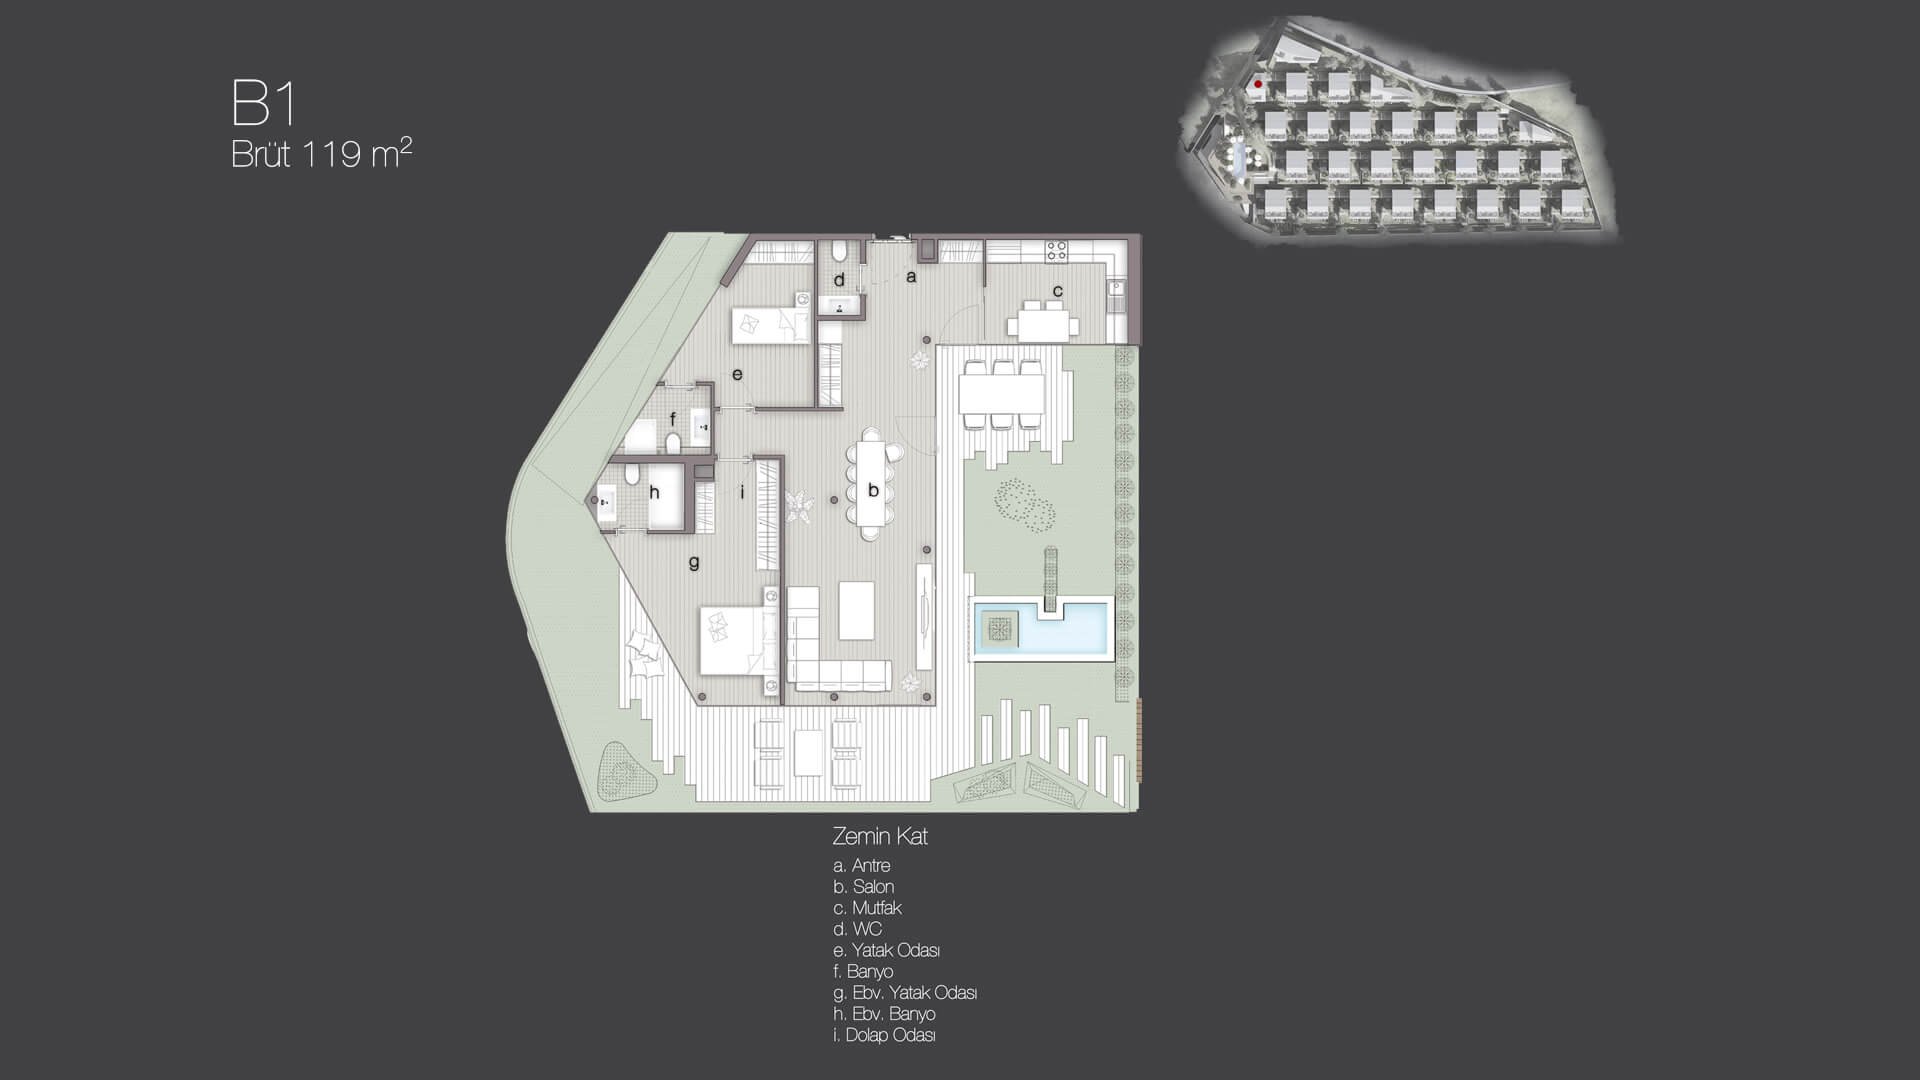 B1
Brüt 119 m²
d
a
c
e
f
b
h
i
g
Zemin Kat
a. Antre
b. Salon
c. Mutfak
d. WC
e. Yatak Odası
f. Banyo
g. Ebv. Yatak Odası
h. Ebv. Banyo
i. Dolap Odası